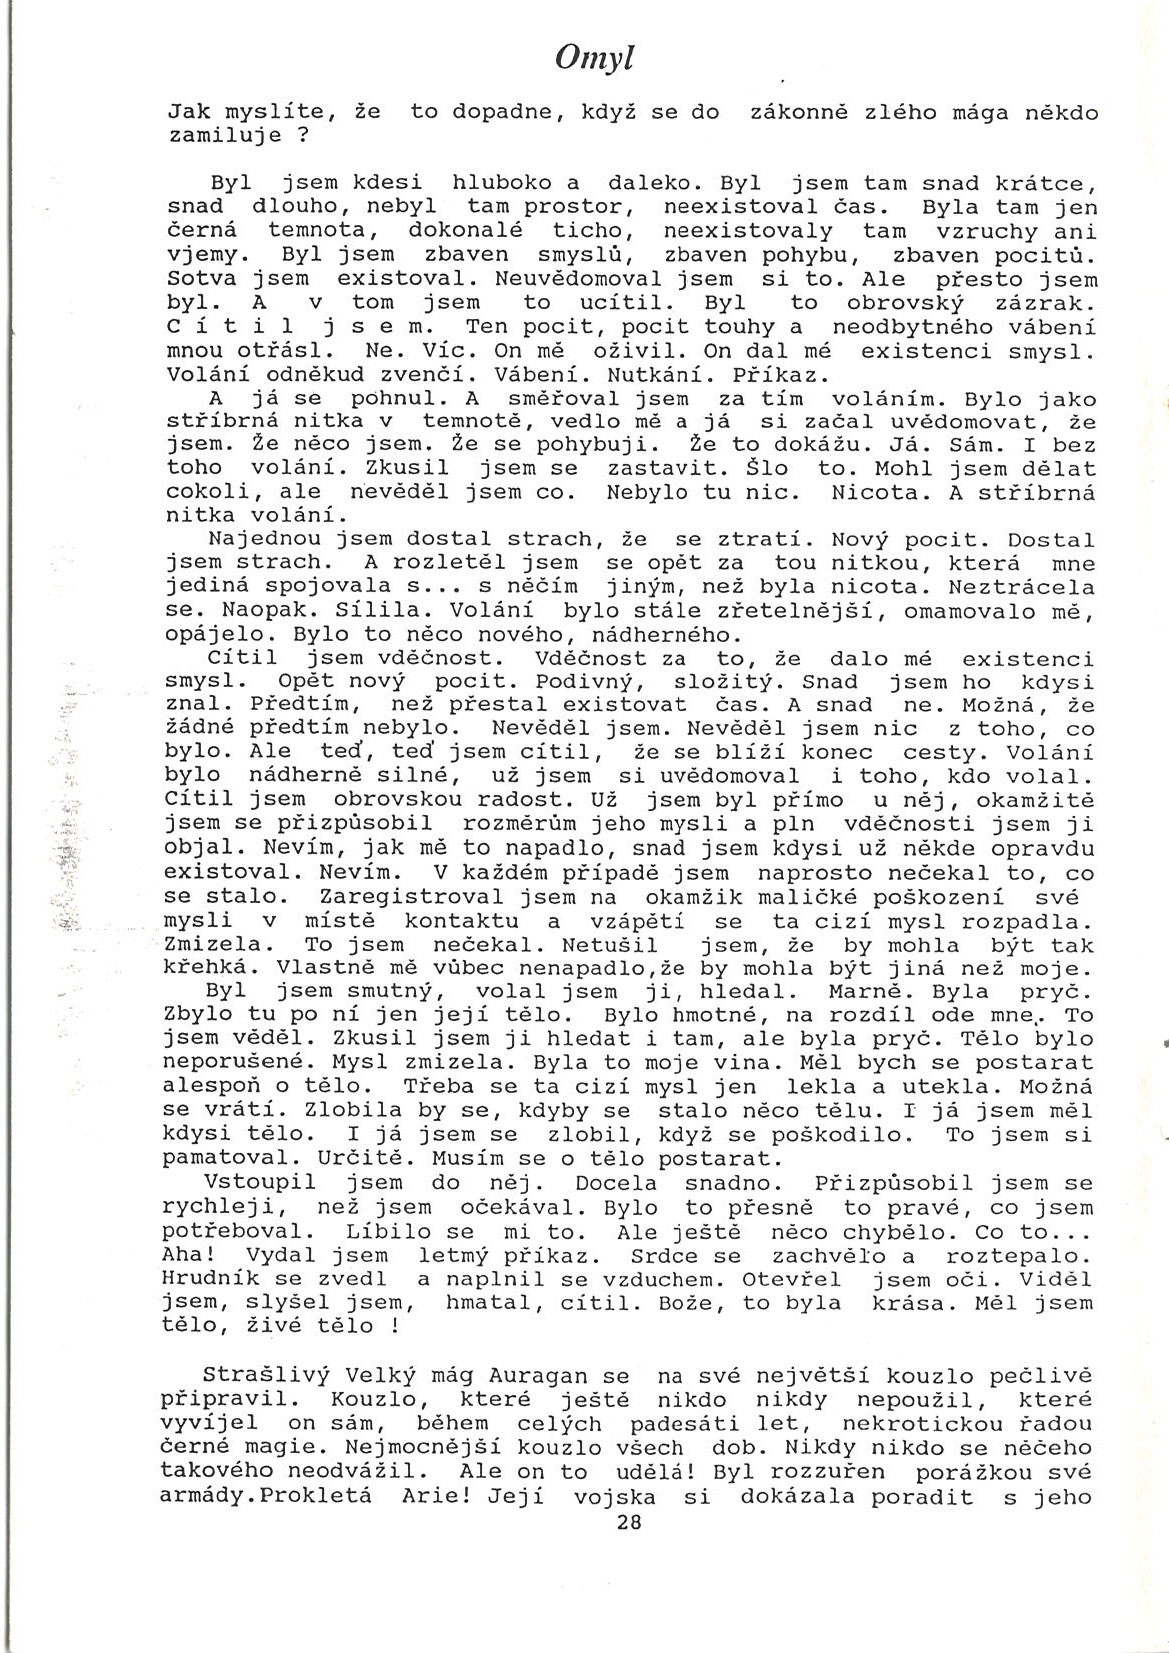 Omyl
Jak myslíte, že to dopadne, když se do zákonně zlého mága někdo
zamiluje ?
Byl jsem kdesi hluboko a daleko. Byl jsem tam snad krátce,
snad dlouho, nebyl tam prostor, neexistoval čas. Byla tam jen
černá temnota, dokonalé ticho, neexistovaly tam vzruchy ani
vjemy. Byl jsem zbaven smyslů, zbaven pohybu, zbaven pocitů.
Sotva jsem existoval. Neuvědomoval jsem si to. Ale přesto jsem
byl. A v tom jsem to ucítil. Byl to obrovský zázrak.
C í t i l j s e m. Ten pocit, pocit touhy a neodbytného vábení
mnou otřásl. Ne. Víc. On mě oživil. On dal mé existenci smysl.
Volání odněkud zvenčí. Vábení. Nutkání. Příkaz.
A já se pohnul. A směřoval jsem za tím voláním. Bylo jako
stříbrná nitka v temnotě, vedlo mě a já si začal uvědomovat, že
jsem. Že něco jsem. Že se pohybuji. Že to dokážu. Já. Sám. I bez
toho volání. Zkusil jsem se zastavit. Šlo to. Mohl jsem dělat
cokoli, ale nevěděl jsem co. Nebylo tu nic. Nicota. A stříbrná
nitka volání.
Najednou jsem dostal strach, že se ztratí. Nový pocit. Dostal
jsem strach. A rozletěl jsem se opět za tou nitkou, která mne
jediná spojovala s... s něčím jiným, než byla nicota. Neztrácela
se. Naopak. Sílila. Volání bylo stále zřetelnější, omamovalo mě,
opájelo. Bylo to něco nového, nádherného.
Cítil jsem vděčnost. Vděčnost za to, že dalo mé existenci
smysl. Opět nový pocit. Podivný, složitý. Snad jsem ho kdysi
znal. Předtím, než přestal existovat čas. A snad ne. Možná, že
žádné předtím nebylo. Nevěděl jsem. Nevěděl jsem nic z toho, co
bylo. Ale teď, teď jsem cítil, že se blíží konec cesty. Volání
bylo nádherně silné, už jsem si uvědomoval i toho, kdo volal.
Cítil jsem obrovskou radost. Už jsem byl přímo u něj, okamžitě
jsem se přizpůsobil rozměrům jeho mysli a pln vděčnosti jsem ji
objal. Nevím, jak mě to napadlo, snad jsem kdysi už někde opravdu
existoval. Nevím. V každém případě jsem naprosto nečekal to, co
se stalo. Zaregistroval jsem na okamžik maličké poškození své
mysli v místě kontaktu a vzápětí se ta cizí mysl rozpadla.
Zmizela. To jsem nečekal. Netušil jsem, že by mohla být tak
křehká. Vlastně mě vůbec nenapadlo,že by mohla být jiná než moje.
Byl jsem smutný, volal jsem ji, hledal. Marně. Byla pryč.
Zbylo tu po ní jen její tělo. Bylo hmotné, na rozdíl ode mne. To
jsem věděl. Zkusil jsem ji hledat i tam, ale byla pryč. Tělo bylo
neporušené. Mysl zmizela. Byla to moje vina. Měl bych se postarat
alespoň o tělo. Třeba se ta cizí mysl jen lekla a utekla. Možná
se vrátí. Zlobila by se, kdyby se stalo něco tělu. I já jsem měl
kdysi tělo. I já jsem se zlobil, když se poškodilo. To jsem si
pamatoval. Určitě. Musím se o tělo postarat.
Vstoupil jsem do něj. Docela snadno. Přizpůsobil jsem se
rychleji, než jsem očekával. Bylo to přesně to pravé, co jsem
potřeboval. Líbilo se mi to. Ale ještě něco chybělo. Co to...
Aha! Vydal jsem letmý příkaz. Srdce se zachvělo a roztepalo.
Hrudník se zvedl a naplnil se vzduchem. Otevřel jsem oči. Viděl
jsem, slyšel jsem, hmatal, cítil. Bože, to byla krása. Měl jsem
tělo, živé tělo !
Strašlivý Velký mág Auragan se na své největší kouzlo pečlivě
připravil. Kouzlo, které ještě nikdo nikdy nepoužil, které
vyvíjel on sám, během celých padesáti let, nekrotickou řadou
černé magie. Nejmocnější kouzlo všech dob. Nikdy nikdo se něčeho
takového neodvážil. Ale on to udělá! Byl rozzuřen porážkou své
armády.Prokletá Arie! Její vojska si dokázala poradit s jeho
28